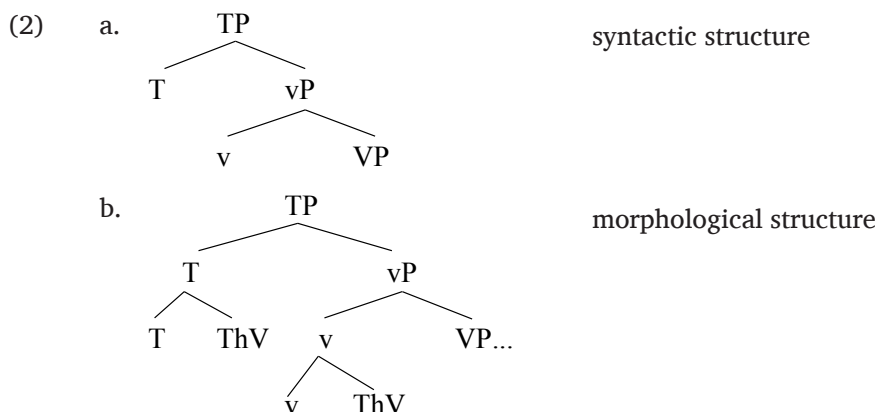 (2) a. TP syntactic structure
T vP
v VP
b. TP morphological structure
T vP
T ThV v VP...
v ThV